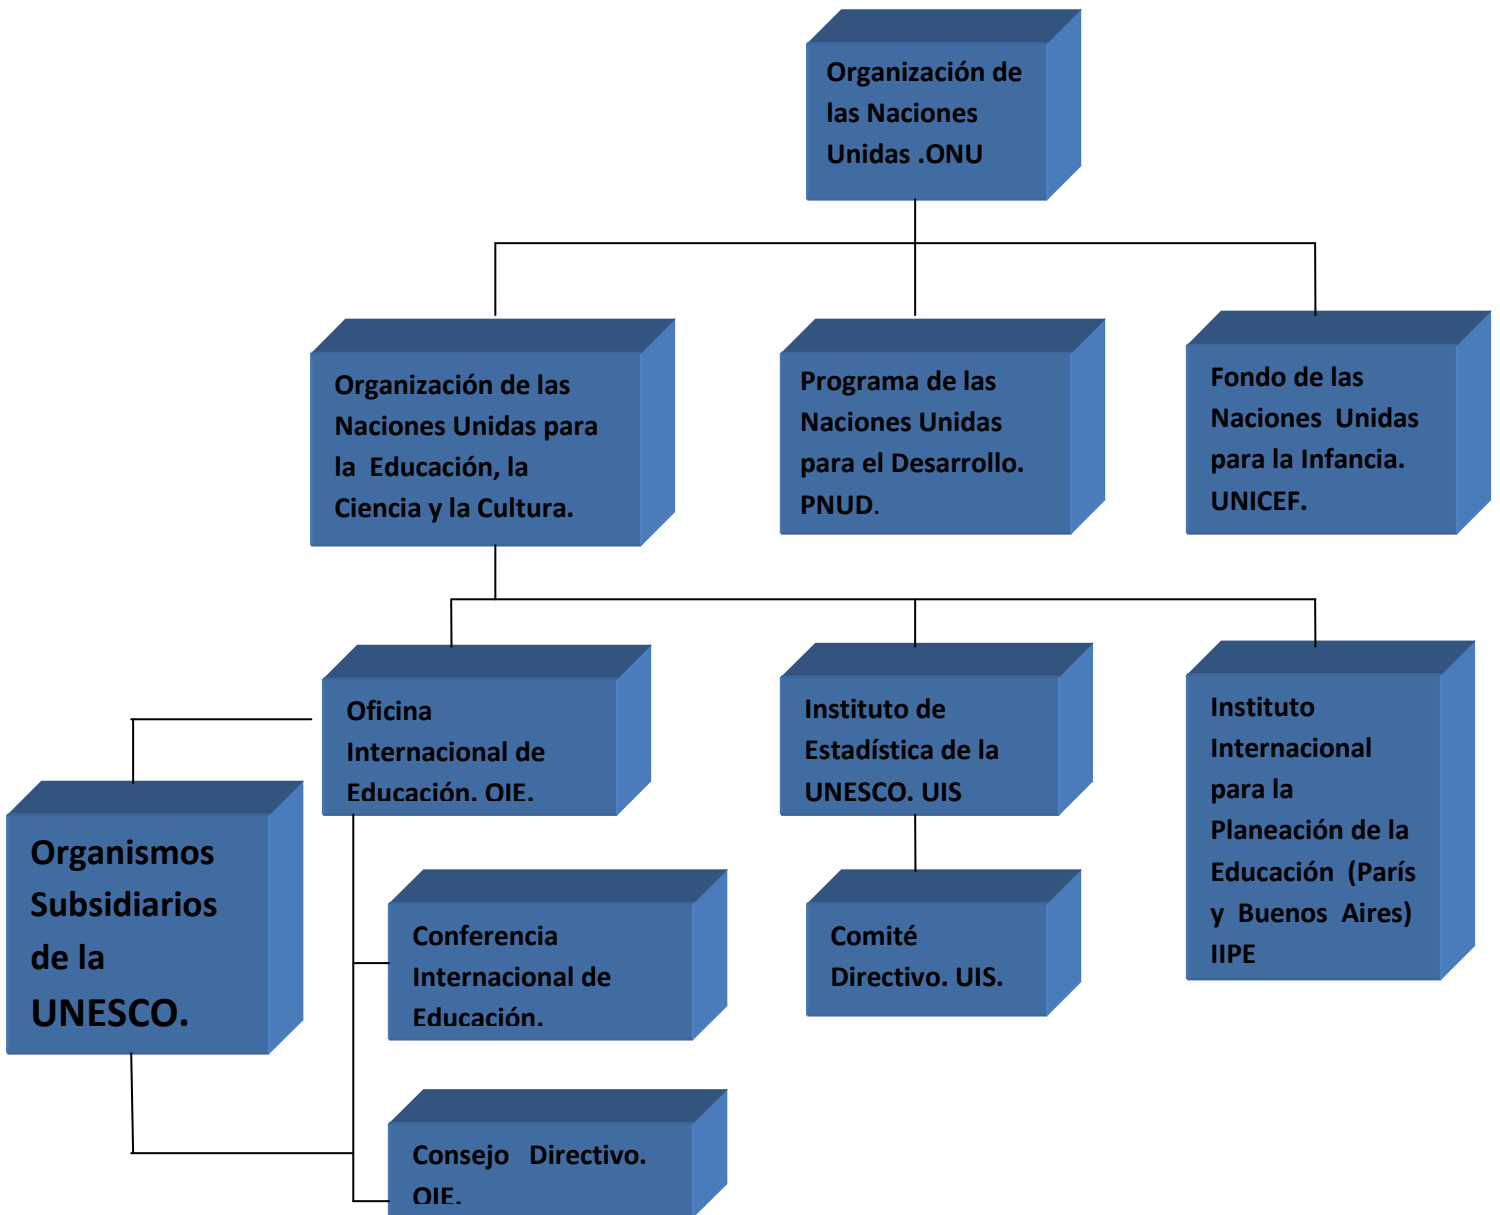 Organización de
las Naciones
Unidas .ONU
Organización de las
Naciones Unidas para
la Educación, la
Ciencia y la Cultura.
Programa de las
Naciones Unidas
para el Desarrollo.
PNUD.
Fondo de las
Naciones Unidas
para la Infancia.
UNICEF.
Oficina
Internacional de
Educación. OIE.
Instituto de
Estadística de la
UNESCO. UIS
Instituto
Internacional
para la
Planeación de la
Educación (París
y Buenos Aires)
IIPE
Organismos
Subsidiarios
de la
UNESCO.
Conferencia
Internacional de
Educación.
Comité
Directivo. UIS.
Consejo Directivo.
OIE.